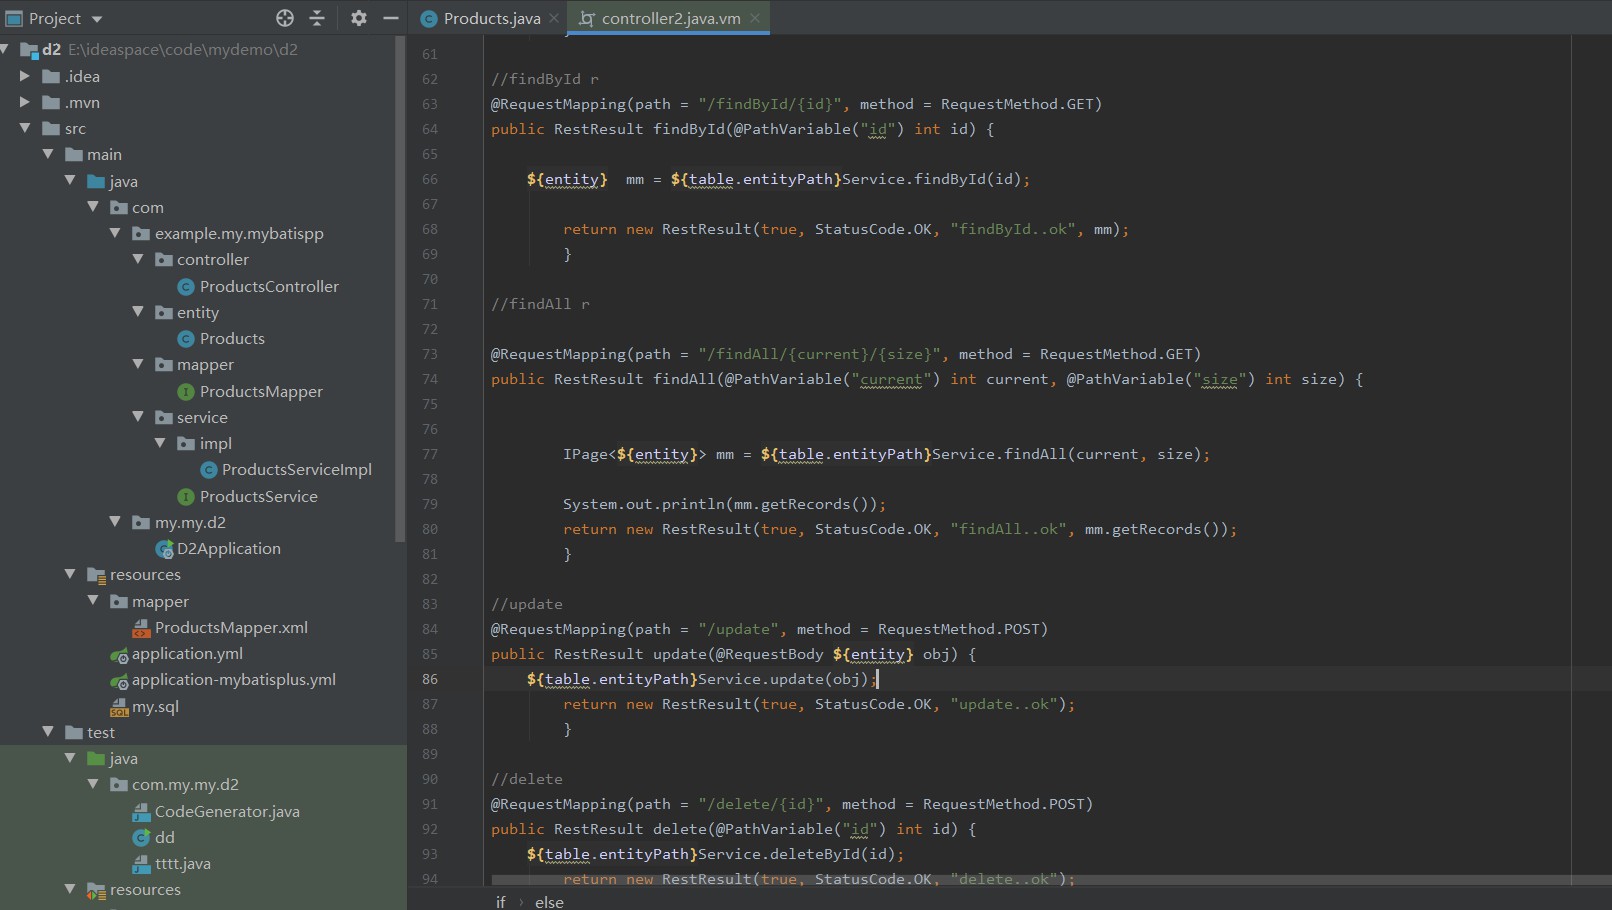 Project
d2 E:\ideaspace\code\mydemo\d2
.idea
.mvn
src
main
java
com
example.my.mybatispp
controller
ProductsController
entity
Products
mapper
ProductsMapper
service
impl
ProductsServiceImpl
ProductsService
my.my.d2
D2Application
resources
mapper
ProductsMapper.xml
application.yml
application-mybatisplus.yml
my.sql
test
java
com.my.my.d2
CodeGenerator.java
dd
tttt.java
resources
Products.java
controller2.java.vm
61
62 //findById r
63 @RequestMapping(path = "/findById/{id}", method = RequestMethod.GET)
64 public RestResult findById(@PathVariable("id") int id) {
65
66 ${entity}  mm = ${table.entityPath}Service.findById(id);
67
68 return new RestResult(true, StatusCode.OK, "findById..ok", mm);
69 }
70
71 //findAll r
72
73 @RequestMapping(path = "/findAll/{current}/{size}", method = RequestMethod.GET)
74 public RestResult findAll(@PathVariable("current") int current, @PathVariable("size") int size) {
75
76
77 IPage<${entity}> mm = ${table.entityPath}Service.findAll(current, size);
78
79 System.out.println(mm.getRecords());
80 return new RestResult(true, StatusCode.OK, "findAll..ok", mm.getRecords());
81 }
82
83 //update
84 @RequestMapping(path = "/update", method = RequestMethod.POST)
85 public RestResult update(@RequestBody ${entity} obj) {
86 ${table.entityPath}Service.update(obj);
87 return new RestResult(true, StatusCode.OK, "update..ok");
88 }
89
90 //delete
91 @RequestMapping(path = "/delete/{id}", method = RequestMethod.POST)
92 public RestResult delete(@PathVariable("id") int id) {
93 ${table.entityPath}Service.deleteById(id);
94 return new RestResult(true, StatusCode.OK, "delete..ok");
if › else